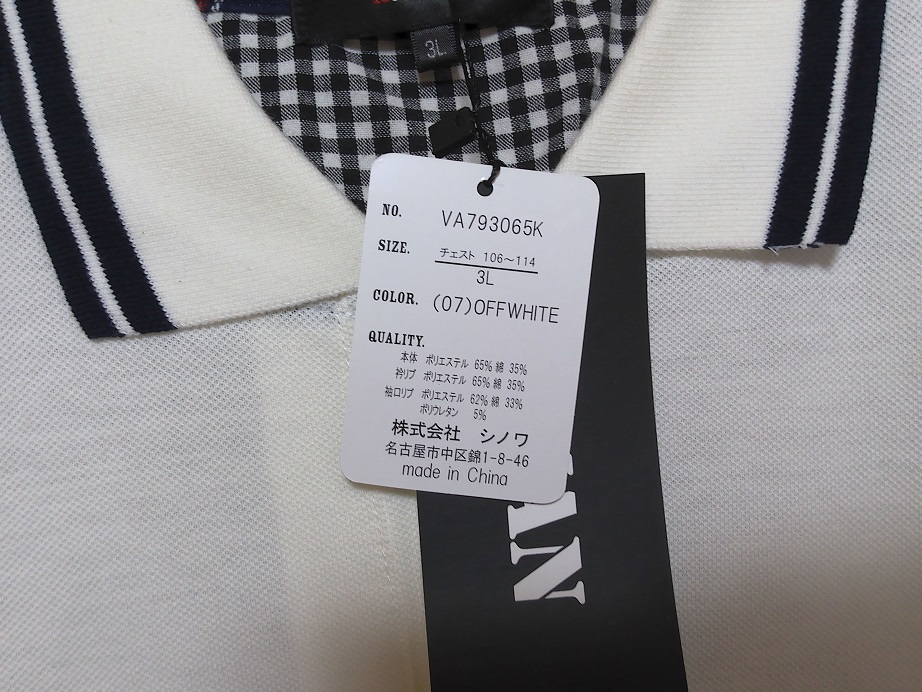 3L
NO. VA793065K
SIZE. チェスト 106～114
3L
COLOR. (07)OFFWHITE
QUALITY.
本体 ポリエステル 65% 綿 35%
衿リブ ポリエステル 65% 綿 35%
袖口リブ ポリエステル 62% 綿 33%
ポリウレタン 5%
株式会社 シノワ
名古屋市中区錦1-8-46
made in China